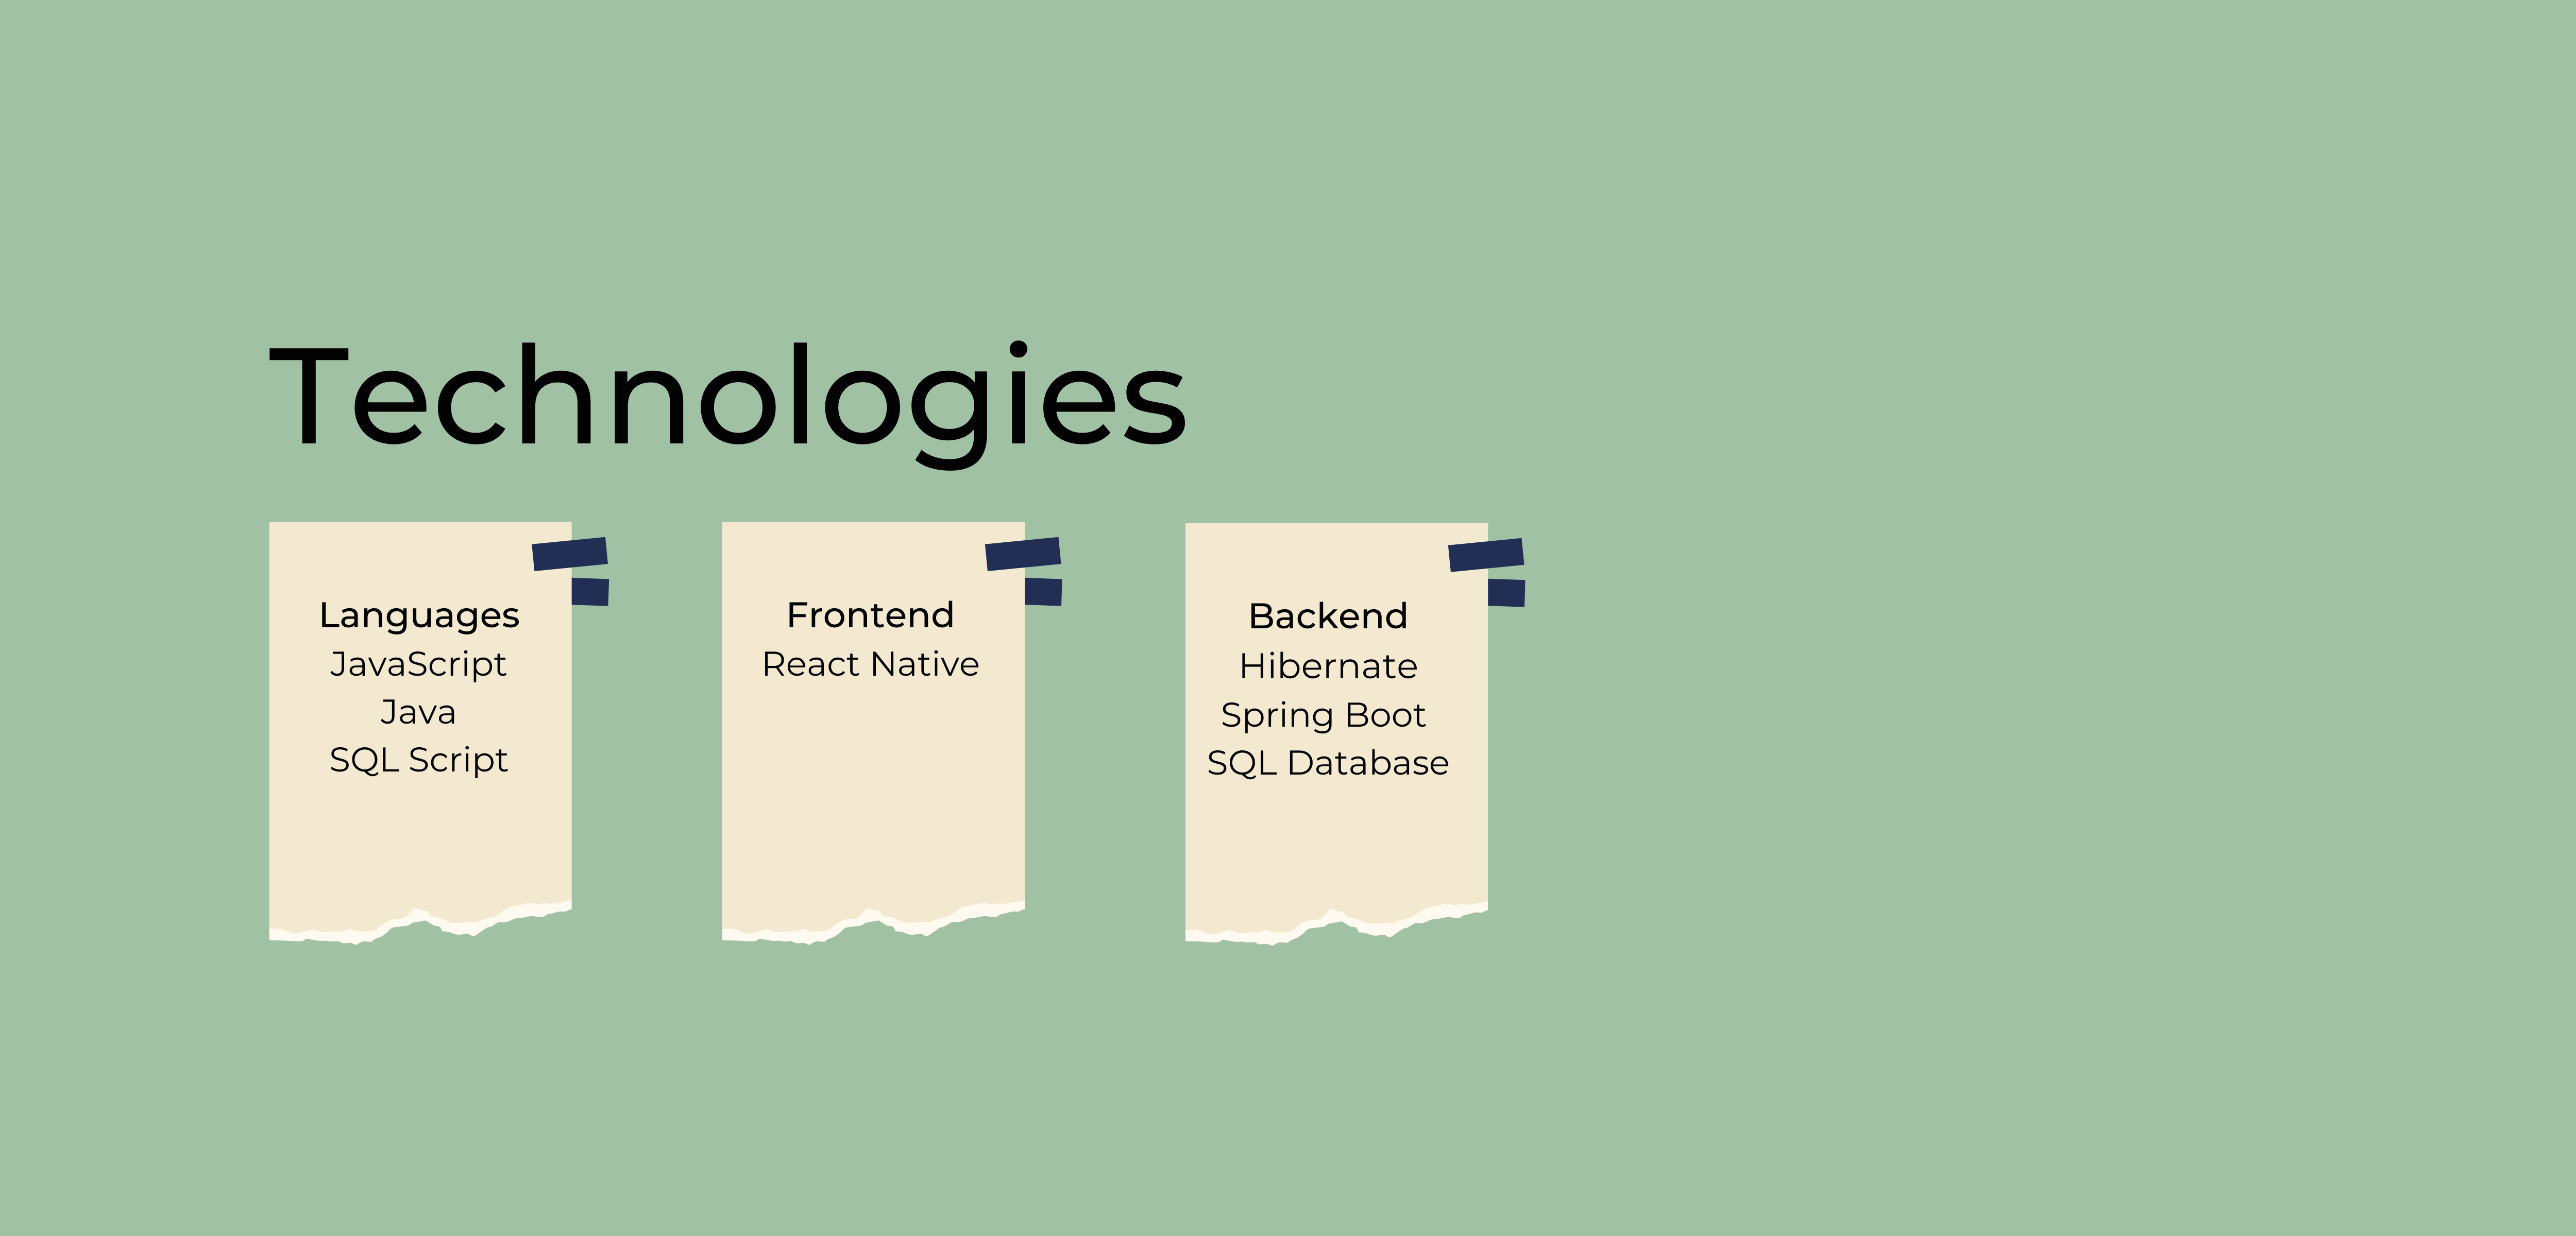 Technologies
Languages
JavaScript
Java
SQL Script
Frontend
React Native
Backend
Hibernate
Spring Boot
SQL Database